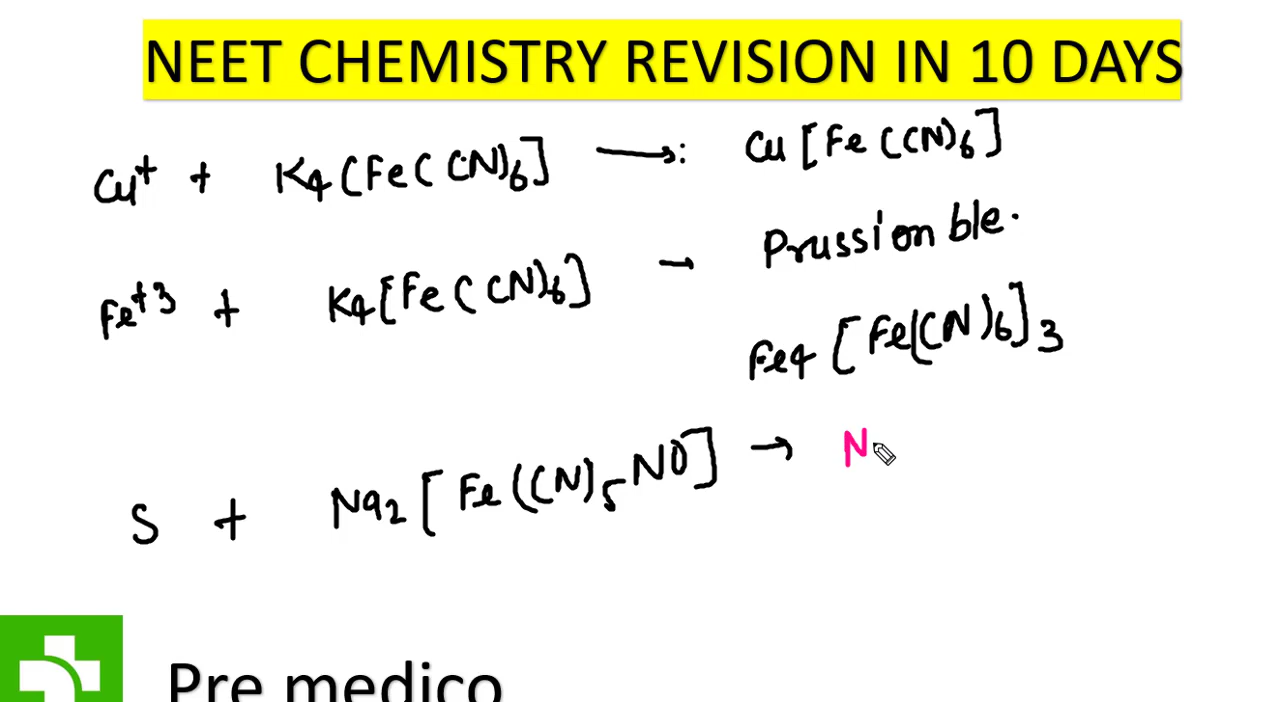 NEET CHEMISTRY REVISION IN 10 DAYS
Cu+ + K4[Fe(CN)6] → : Cu[Fe(CN)6]
Fe+3 + K4[Fe(CN)6] → Prussion ble.
Fe4[Fe(CN)6]3
S + Na2[Fe(CN)5NO] → N
Pre medico